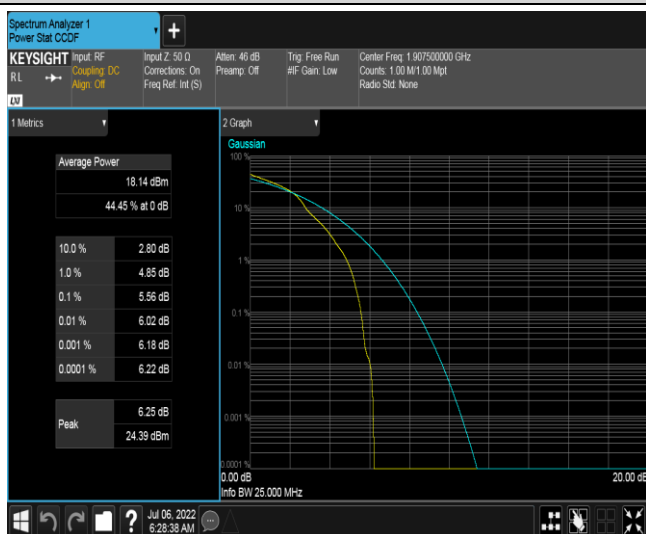 Spectrum Analyzer 1
Power Stat CCDF
+
KEYSIGHT
R L
LXI
Input: RF
Coupling: DC
Align: Off
Input Z: 50 Ω
Corrections: On
Freq Ref: Int (S)
Atten: 46 dB
Preamp: Off
Trig: Free Run
#IF Gain: Low
Center Freq: 1.907500000 GHz
Counts: 1.00 M/1.00 Mpt
Radio Std: None
1 Metrics
Average Power
18.14 dBm
44.45 % at 0 dB
10.0 % 2.80 dB
1.0 % 4.85 dB
0.1 % 5.56 dB
0.01 % 6.02 dB
0.001 % 6.18 dB
0.0001 % 6.22 dB
Peak
6.25 dB
24.39 dBm
2 Graph
Gaussian
100 %
10 %
1 %
0.1 %
0.01 %
0.001 %
0.0001 %
0.00 dB 20.00 dB
Info BW 25.000 MHz
?
Jul 06, 2022
6:28:38 AM